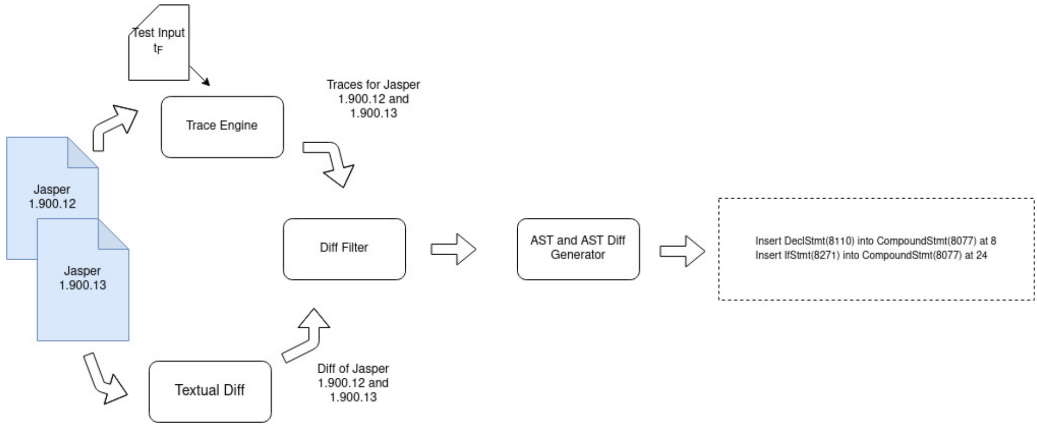 Test Input
tF
Traces for Jasper
1.900.12 and
1.900.13
Trace Engine
Jasper
1.900.12
Jasper
1.900.13
Diff Filter
AST and AST Diff
Generator
Insert DeclStmt(8110) into CompoundStmt(8077) at 8
Insert IfStmt(8271) into CompoundStmt(8077) at 24
Textual Diff
Diff of Jasper
1.900.12 and
1.900.13